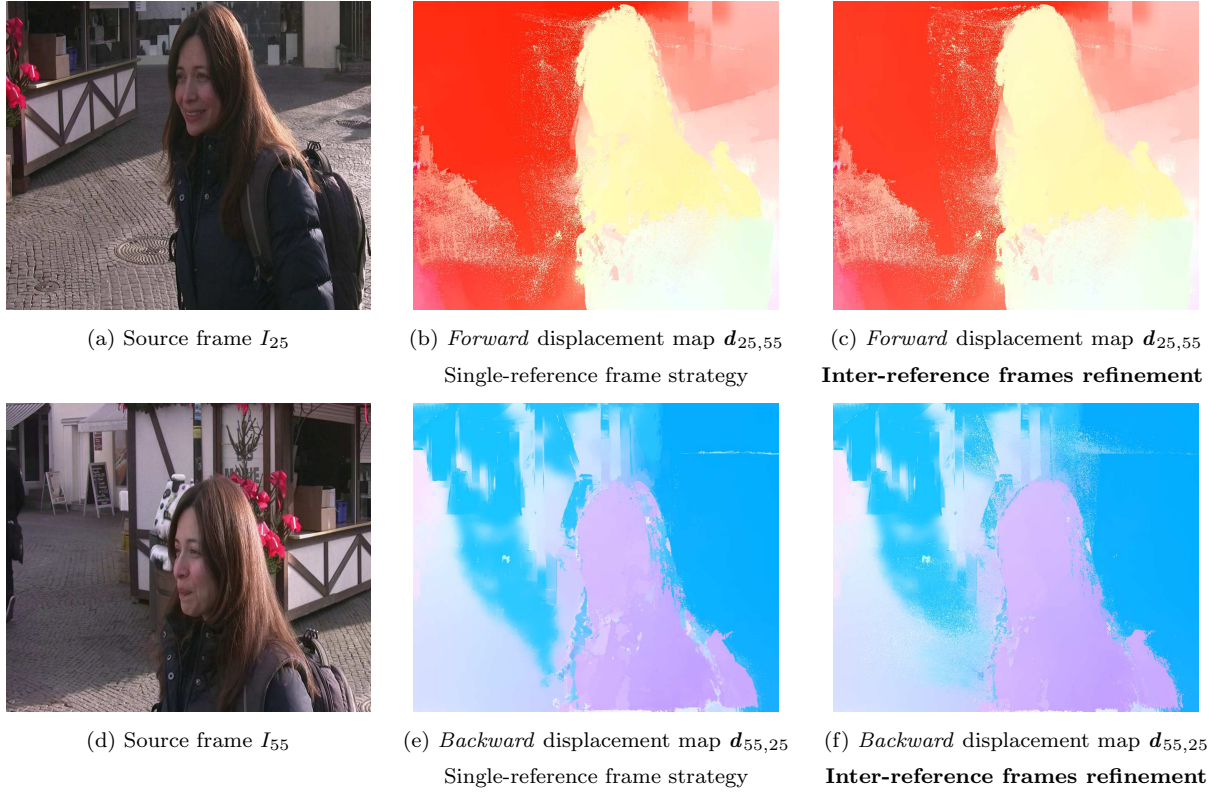 (a) Source frame I₂₅
(b) Forward displacement map d₂₅,₅₅
Single-reference frame strategy
(c) Forward displacement map d₂₅,₅₅
Inter-reference frames refinement
(d) Source frame I₅₅
(e) Backward displacement map d₅₅,₂₅
Single-reference frame strategy
(f) Backward displacement map d₅₅,₂₅
Inter-reference frames refinement